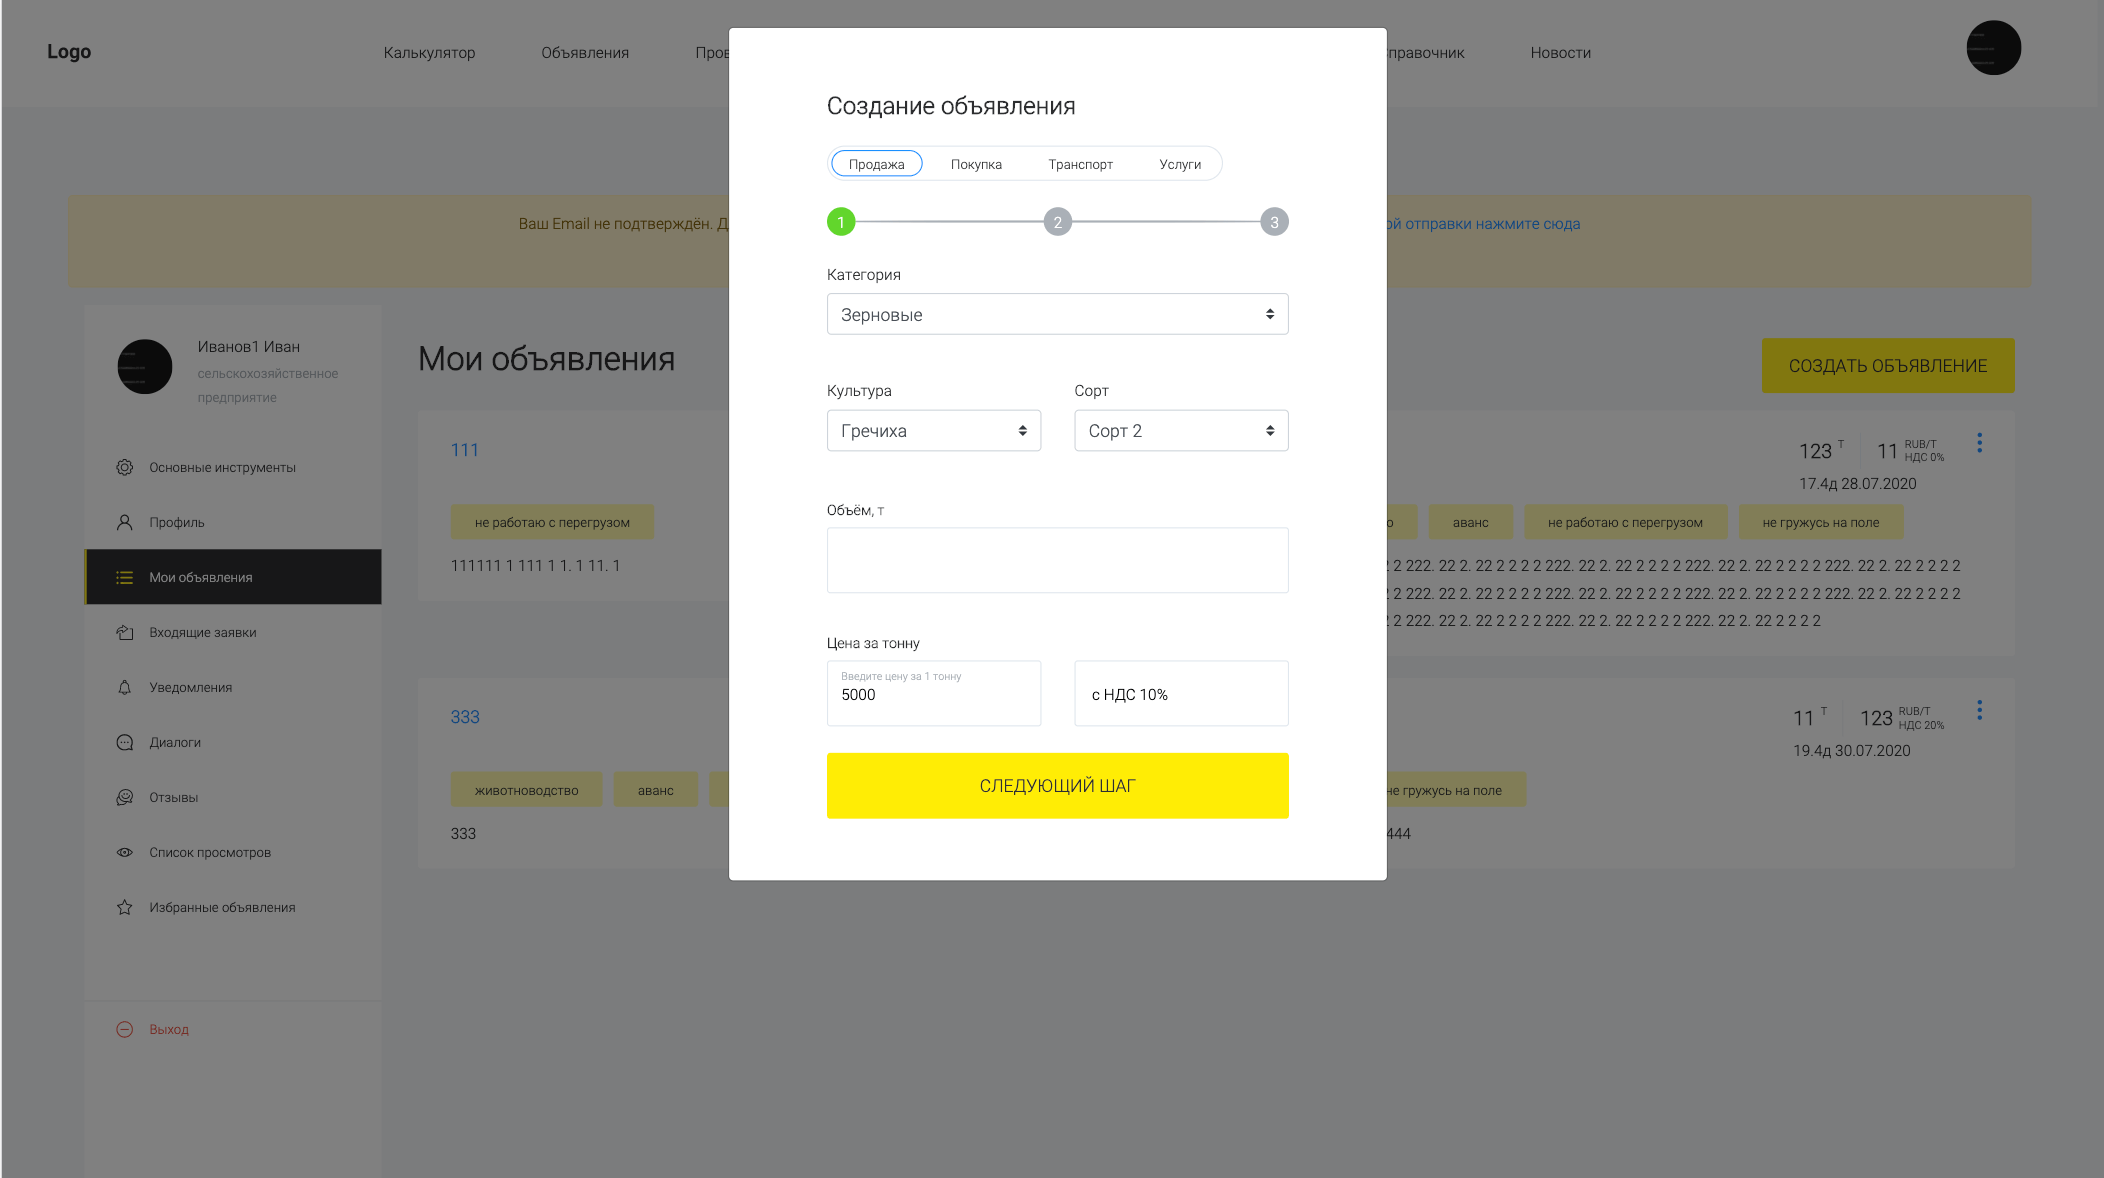 Logo
Калькулятор
Объявления
Новости
Ваш Email не подтверждён.
отправки нажмите сюда
Иванов1 Иван
сельскохозяйственное
предприятие
Основные инструменты
Профиль
Мои объявления
Входящие заявки
Уведомления
Диалоги
Отзывы
Список просмотров
Избранные объявления
Выход
Мои объявления
СОЗДАТЬ ОБЪЯВЛЕНИЕ
111
не работаю с перегрузом
111111 1 111 1 1. 1 11. 1
123 Т 11 RUB/T
НДС 0%
17.4д 28.07.2020
аванс
не работаю с перегрузом
не гружусь на поле
2 222. 22 2. 22 2 2 2 2 222. 22 2. 22 2 2 2 2 222. 22 2. 22 2 2 2 2 222. 22 2. 22 2 2 2 2
2 222. 22 2. 22 2 2 2 2 222. 22 2. 22 2 2 2 2 222. 22 2. 22 2 2 2 2 222. 22 2. 22 2 2 2 2
2 222. 22 2. 22 2 2 2 2 222. 22 2. 22 2 2 2 2 222. 22 2. 22 2 2 2 2
333
животноводство
аванс
333
11 Т 123 RUB/T
НДС 20%
19.4д 30.07.2020
не гружусь на поле
444
Создание объявления
Продажа
Покупка
Транспорт
Услуги
1
2
3
Категория
Зерновые
Культура
Гречиха
Сорт
Сорт 2
Объём, т
Цена за тонну
Введите цену за 1 тонну
5000
с НДС 10%
СЛЕДУЮЩИЙ ШАГ